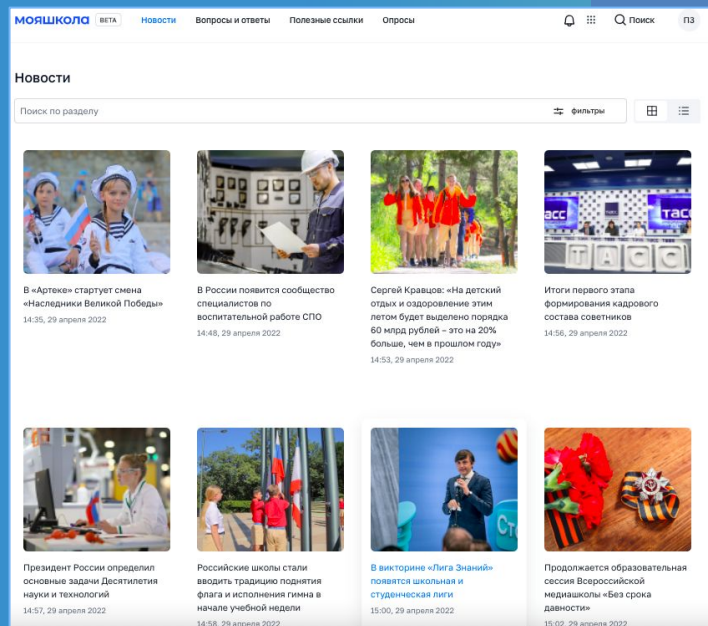 МОЯШКОЛА BETA Новости Вопросы и ответы Полезные ссылки Опросы Поиск ПЗ
Новости
Поиск по разделу фильтры
ТАСС
ТАСС
В «Артеке» стартует смена
«Наследники Великой Победы»
14:35, 29 апреля 2022
В России появится сообщество
специалистов по
воспитательной работе СПО
14:48, 29 апреля 2022
Сергей Кравцов: «На детский
отдых и оздоровление этим
летом будет выделено порядка
60 млрд рублей – это на 20%
больше, чем в прошлом году»
14:53, 29 апреля 2022
Итоги первого этапа
формирования кадрового
состава советников
14:56, 29 апреля 2022
Президент России определил
основные задачи Десятилетия
науки и технологий
14:57, 29 апреля 2022
Российские школы стали
вводить традицию поднятия
флага и исполнения гимна в
начале учебной недели
14:58, 29 апреля 2022
В викторине «Лига Знаний»
появятся школьная и
студенческая лиги
15:00, 29 апреля 2022
Продолжается образовательная
сессия Всероссийской
медиашколы «Без срока
давности»
15:02, 29 апреля 2022